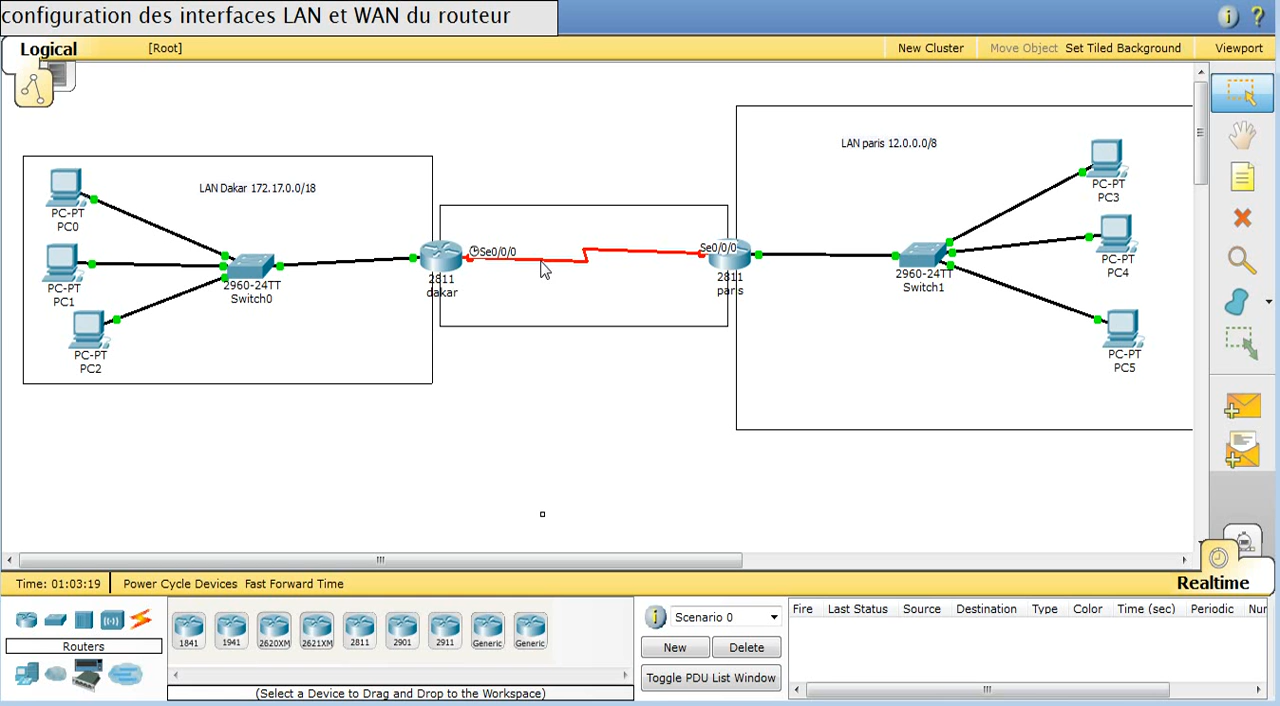 configuration des interfaces LAN et WAN du routeur
Logical
[Root]
New Cluster
Move Object
Set Tiled Background
Viewport
LAN Dakar 172.17.0.0/18
PC-PT
PC0
PC-PT
PC1
PC-PT
PC2
2960-24TT
Switch0
2811
dakar
Se0/0/0
Se0/0/0
2811
paris
LAN paris 12.0.0.0/8
2960-24TT
Switch1
PC-PT
PC3
PC-PT
PC4
PC-PT
PC5
Time: 01:03:19
Power Cycle Devices
Fast Forward Time
Realtime
Routers
1841
1941
2620XM
2621XM
2811
2901
2911
Generic
Generic
(Select a Device to Drag and Drop to the Workspace)
Scenario 0
New
Delete
Toggle PDU List Window
Fire
Last Status
Source
Destination
Type
Color
Time (sec)
Periodic
Nur